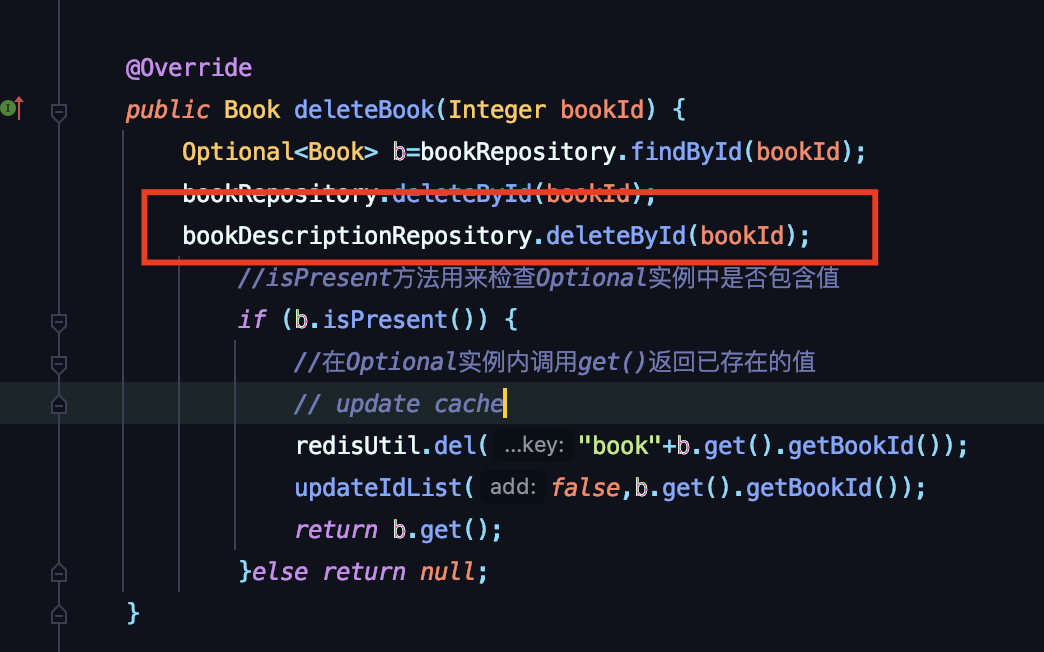 @Override
public Book deleteBook(Integer bookId) {
Optional<Book> b=bookRepository.findById(bookId);
bookRepository.deleteById(bookId);
bookDescriptionRepository.deleteById(bookId);
//isPresent方法用来检查Optional实例中是否包含值
if (b.isPresent()) {
//在Optional实例内调用get()返回已存在的值
// update cache
redisUtil.del( ...key: "book"+b.get().getBookId());
updateIdList( add: false,b.get().getBookId());
return b.get();
}else return null;
}